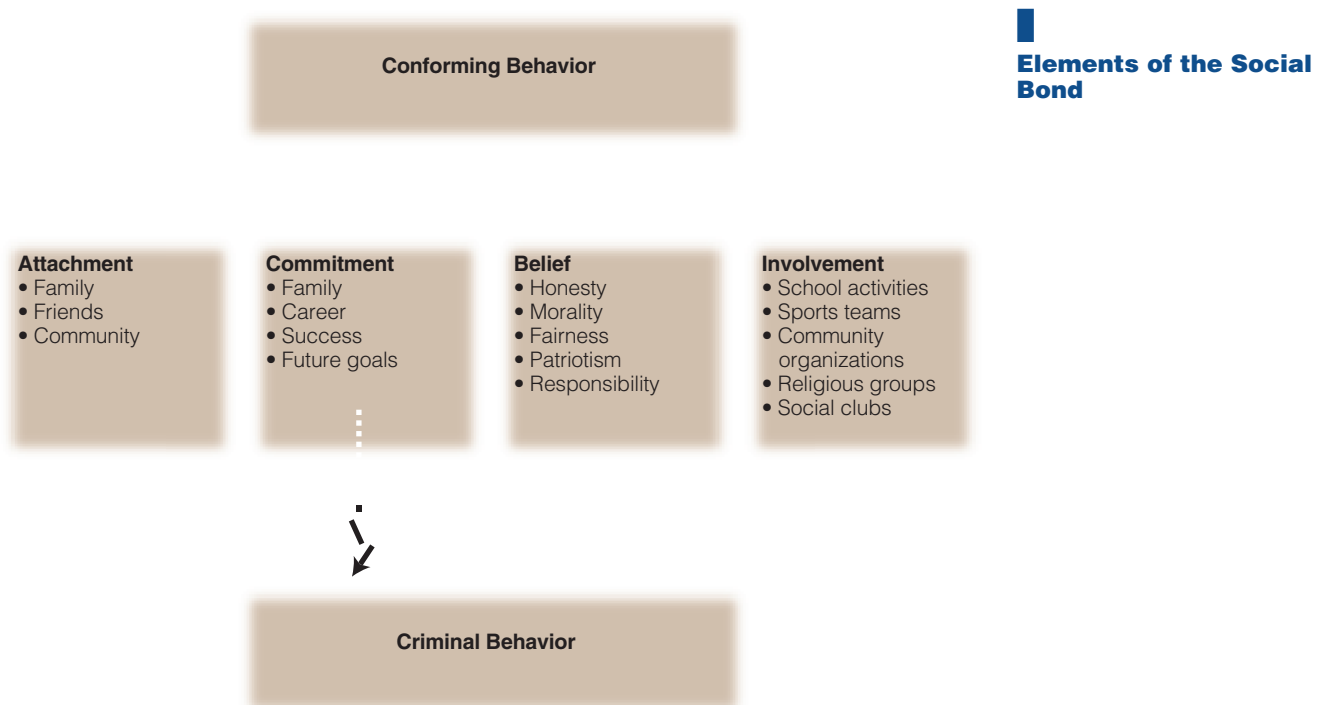 Elements of the Social
Bond
Conforming Behavior
Attachment
• Family
• Friends
• Community
Commitment
• Family
• Career
• Success
• Future goals
Belief
• Honesty
• Morality
• Fairness
• Patriotism
• Responsibility
Involvement
• School activities
• Sports teams
• Community
organizations
• Religious groups
• Social clubs
Criminal Behavior